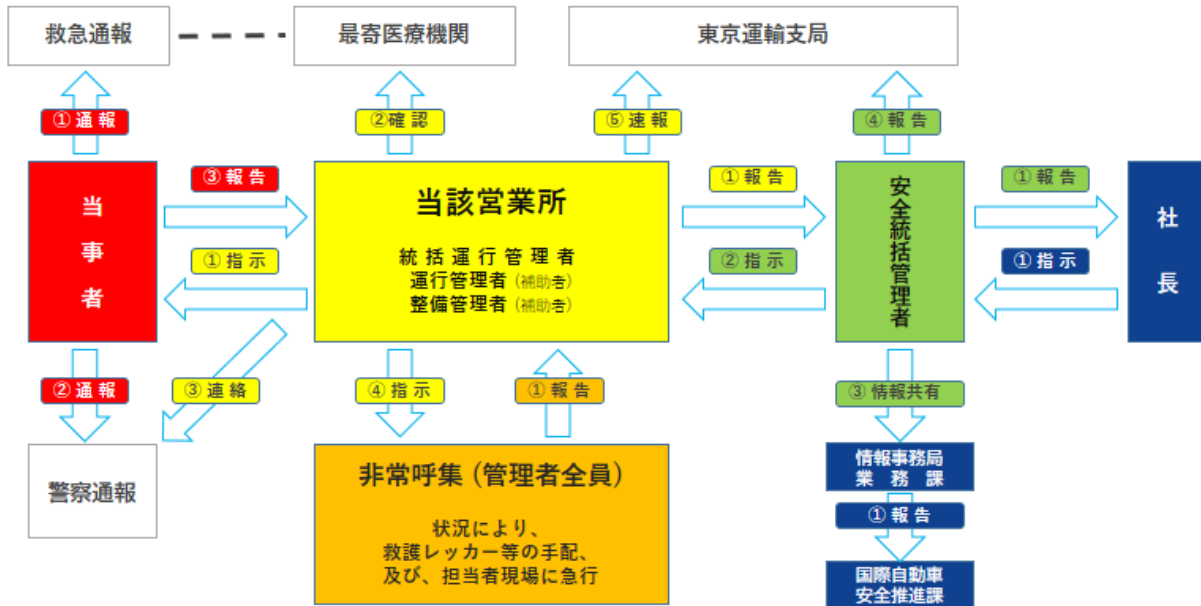 救急通報
最寄医療機関
東京運輸支局
①通報
②確認
⑤速報
④報告
当事者
③報告
①指示
当該営業所
統括運行管理者
運行管理者（補助者）
整備管理者（補助者）
①報告
②指示
安全統括管理者
①報告
①指示
社長
②通報
③連絡
④指示
①報告
③情報共有
警察通報
非常呼集（管理者全員）
状況により、
救護レッカー等の手配、
及び、担当者現場に急行
情報事務局
業務課
①報告
国際自動車
安全推進課